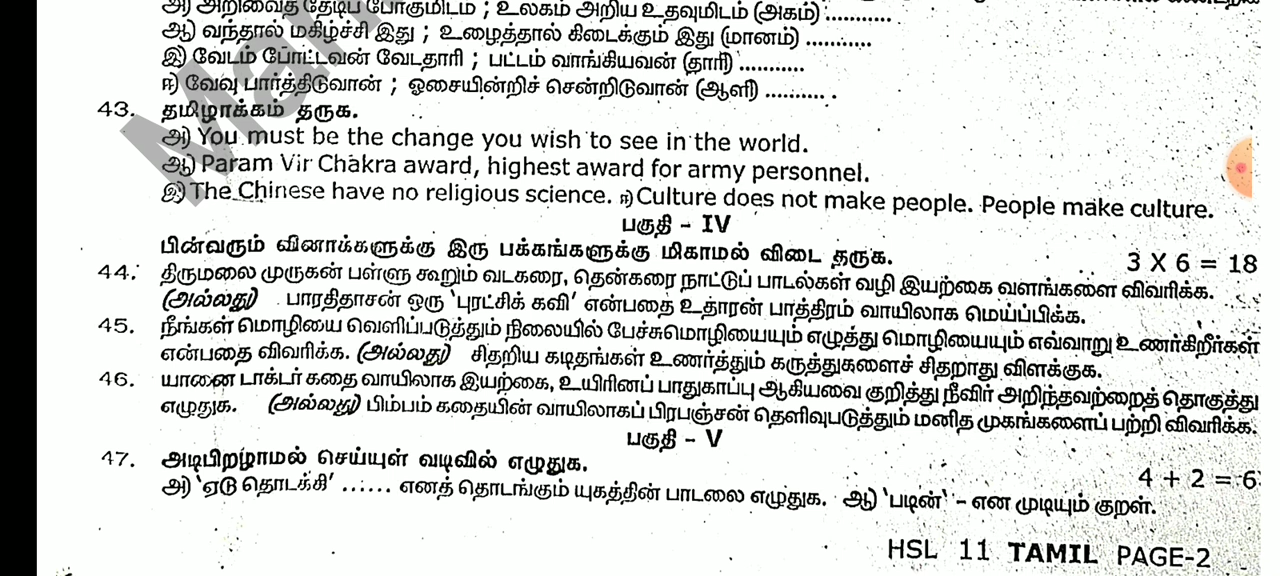 அ) அறிவைத் தேடிப் போகுமிடம் ; உலகம் அறிய உதவுமிடம் (அகம்) ...........
ஆ) வந்தால் மகிழ்ச்சி இது ; உழைத்தால் கிடைக்கும் இது (மானம்) ...........
இ) வேடம் போட்டவன் வேடதாரி ; பட்டம் வாங்கியவன் (தாரி) ...........
ஈ) வேவு பார்த்திடுவான் ; ஓசையின்றிச் சென்றிடுவான் (ஆளி) .......... .
43. தமிழாக்கம் தருக.
அ) You must be the change you wish to see in the world.
ஆ) Param Vir Chakra award, highest award for army personnel.
இ) The Chinese have no religious science. ஈ) Culture does not make people. People make culture.
பகுதி - IV
பின்வரும் வினாக்களுக்கு இரு பக்கங்களுக்கு மிகாமல் விடை தருக. 3 X 6 = 18
44. திருமலை முருகன் பள்ளு கூறும் வடகரை, தென்கரை நாட்டுப் பாடல்கள் வழி இயற்கை வளங்களை விவரிக்க.
(அல்லது) பாரதிதாசன் ஒரு 'புரட்சிக் கவி' என்பதை உதாரன் பாத்திரம் வாயிலாக மெய்ப்பிக்க.
45. நீங்கள் மொழியை வெளிப்படுத்தும் நிலையில் பேச்சுமொழியையும் எழுத்து மொழியையும் எவ்வாறு உணர்கிறீர்கள்
என்பதை விவரிக்க. (அல்லது) சிதறிய கடிதங்கள் உணர்த்தும் கருத்துகளைச் சிதறாது விளக்குக.
46. யானை டாக்டர் கதை வாயிலாக இயற்கை, உயிரினப் பாதுகாப்பு ஆகியவை குறித்து நீவிர் அறிந்தவற்றைத் தொகுத்து
எழுதுக. (அல்லது) பிம்பம் கதையின் வாயிலாகப் பிரபஞ்சன் தெளிவுபடுத்தும் மனித முகங்களைப் பற்றி விவரிக்க.
பகுதி - V
47. அடிபிறழாமல் செய்யுள் வடிவில் எழுதுக. 4 + 2 = 6
அ) 'ஏடு தொடக்கி' ...... எனத் தொடங்கும் யுகத்தின் பாடலை எழுதுக. ஆ) 'படின்' - என முடியும் குறள்.
HSL 11 TAMIL PAGE-2